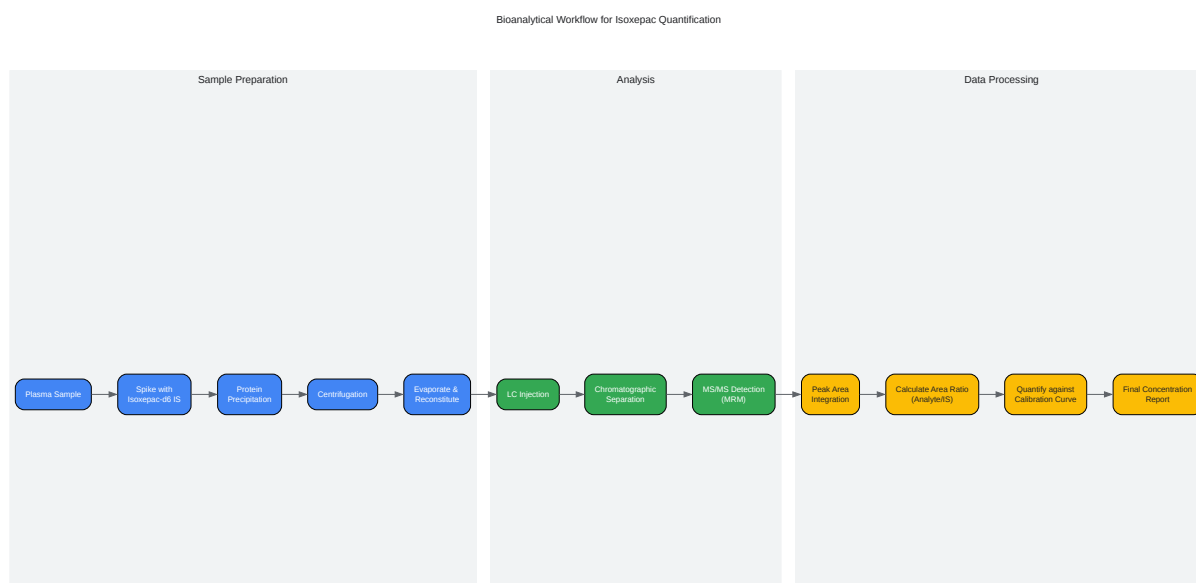 Bioanalytical Workflow for Isoxepac Quantification
Sample Preparation
Analysis
Data Processing
Plasma Sample
Spike with
Isoxepac-d6 IS
Protein
Precipitation
Centrifugation
Evaporate &
Reconstitute
LC Injection
Chromatographic
Separation
MS/MS Detection
(MRM)
Peak Area
Integration
Calculate Area Ratio
(Analyte/IS)
Quantify against
Calibration Curve
Final Concentration
Report